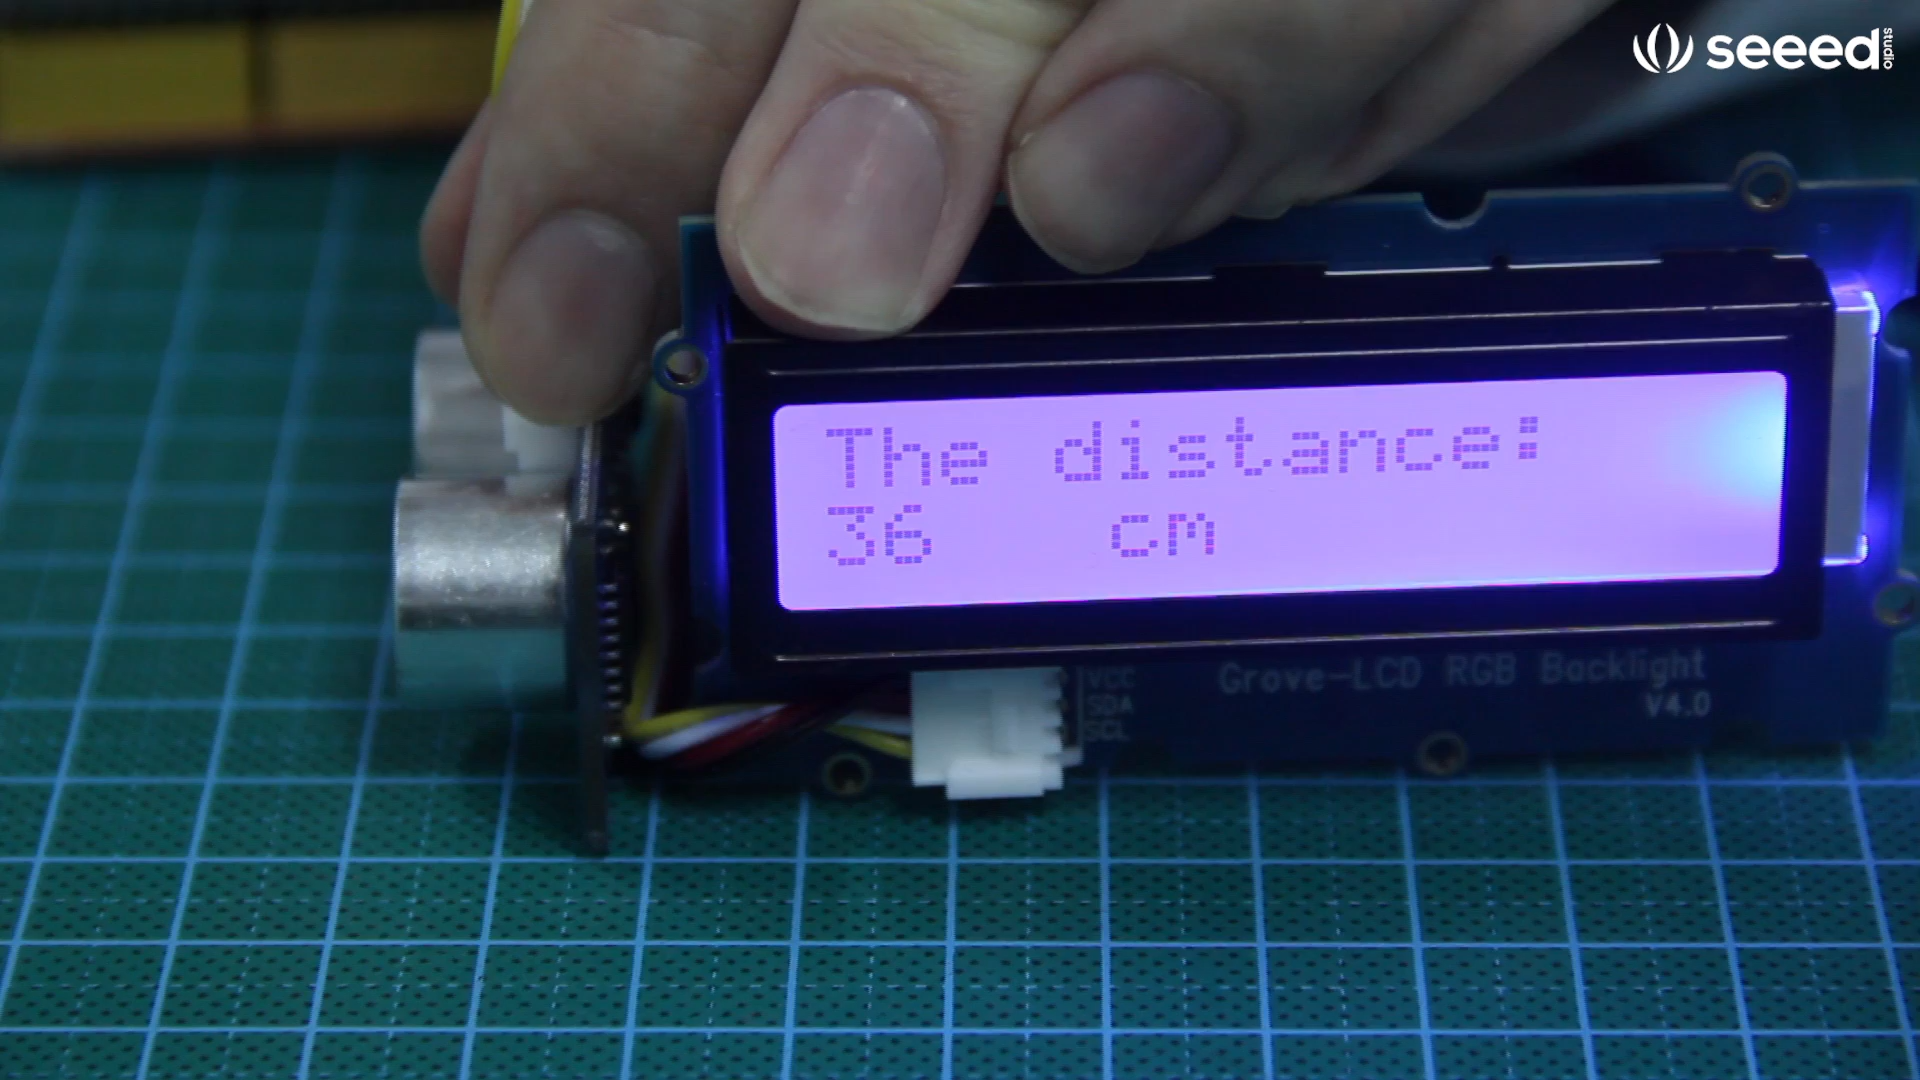 seeed studio
The distance:
36 cm
VCC
SDA
SCL
Grove-LCD RGB Backlight
V4.0